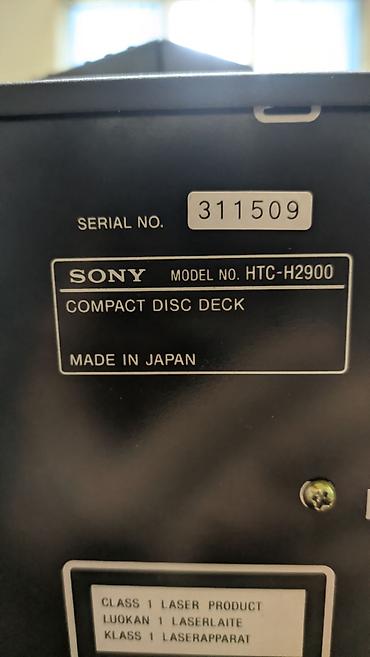 SERIAL NO. 311509
SONY MODEL NO. HTC-H2900
COMPACT DISC DECK
MADE IN JAPAN
CLASS 1 LASER PRODUCT
LUOKAN 1 LASERLAITE
KLASS 1 LASERAPPARAT